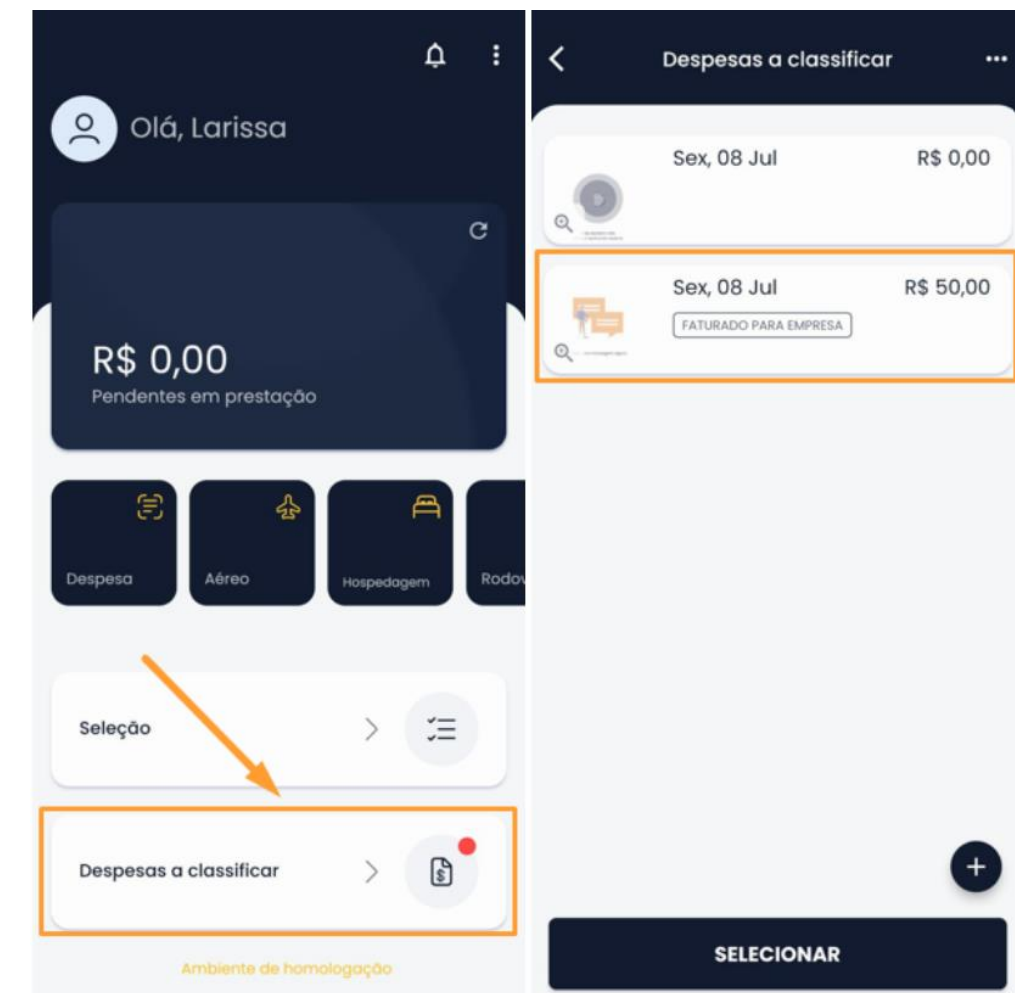 Olá, Larissa
R$ 0,00
Pendentes em prestação
Despesa
Aéreo
Hospedagem
Rodov
Seleção
Despesas a classificar
Ambiente de homologação
Despesas a classificar
Sex, 08 Jul
R$ 0,00
Sex, 08 Jul
R$ 50,00
FATURADO PARA EMPRESA
SELECIONAR